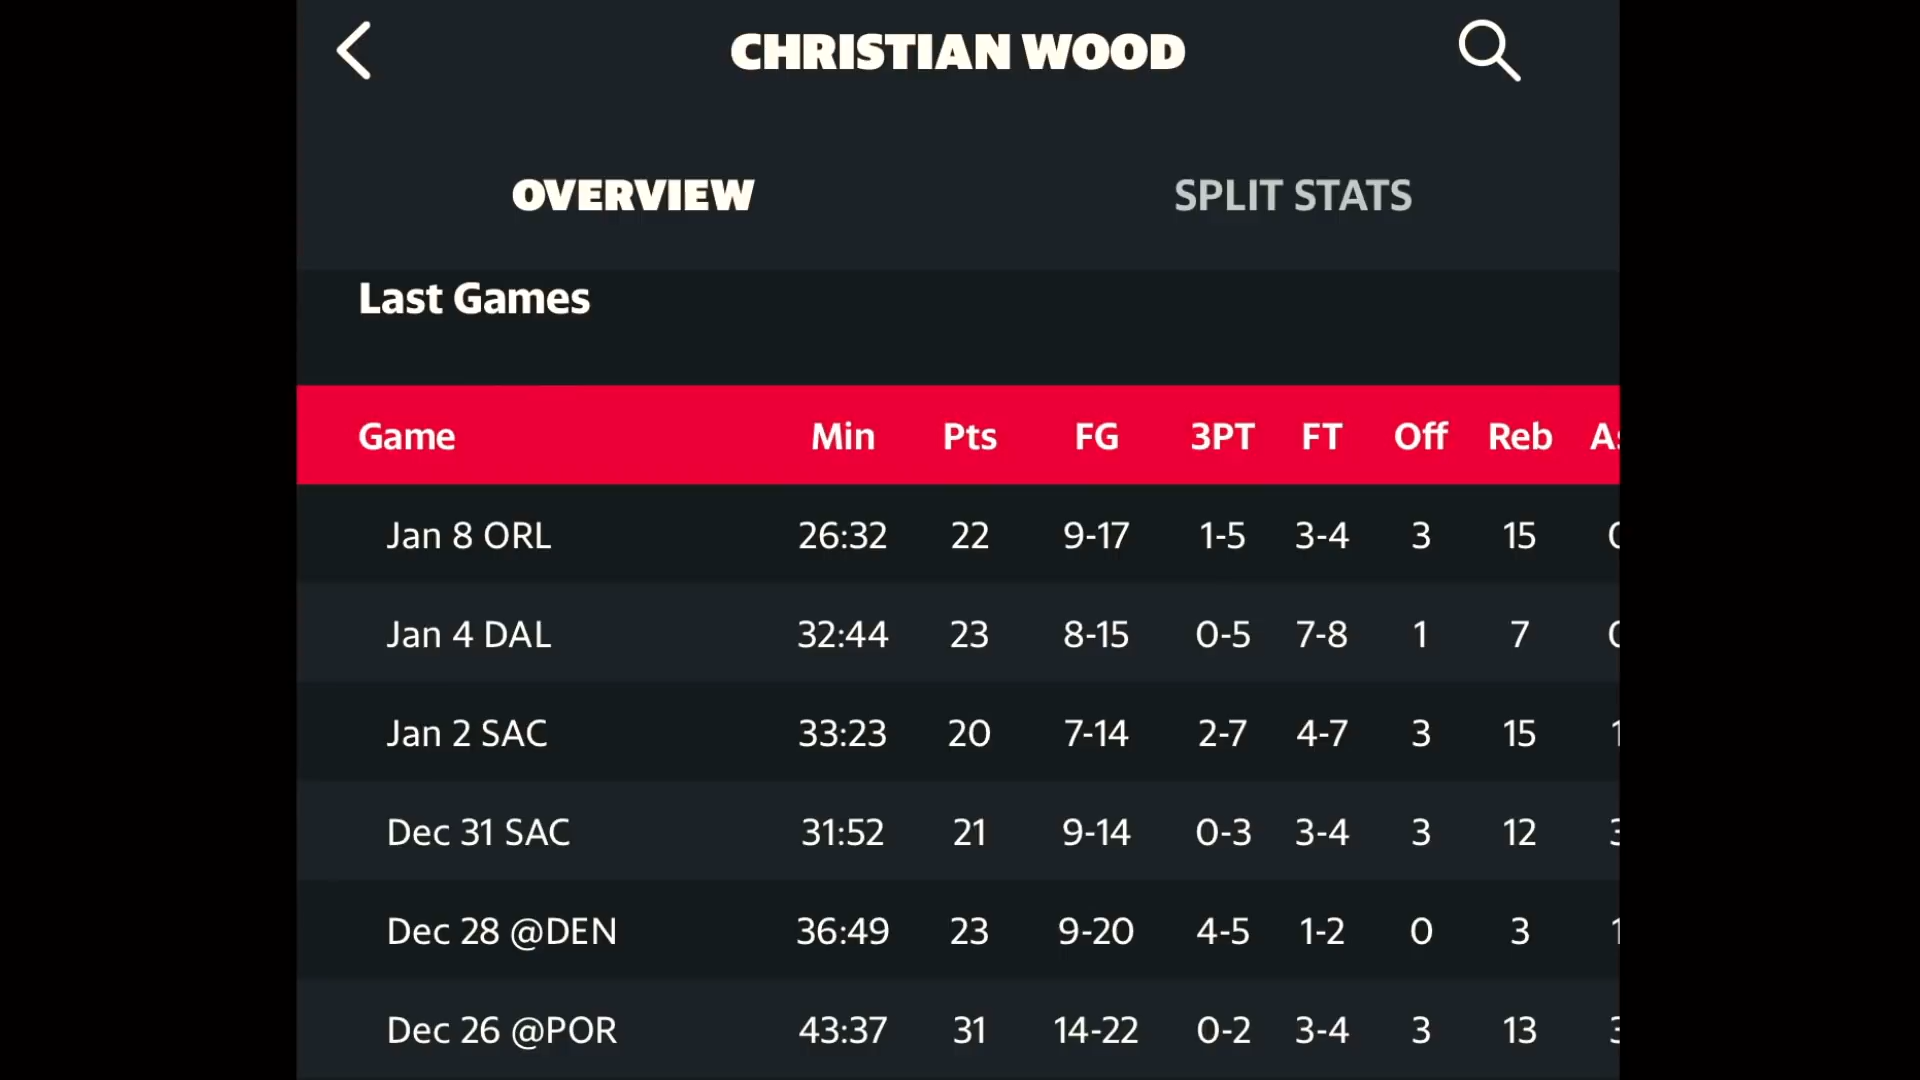 CHRISTIAN WOOD
OVERVIEW SPLIT STATS
Last Games
Game Min Pts FG 3PT FT Off Reb
Jan 8 ORL 26:32 22 9-17 1-5 3-4 3 15
Jan 4 DAL 32:44 23 8-15 0-5 7-8 1 7
Jan 2 SAC 33:23 20 7-14 2-7 4-7 3 15
Dec 31 SAC 31:52 21 9-14 0-3 3-4 3 12
Dec 28 @DEN 36:49 23 9-20 4-5 1-2 0 3
Dec 26 @POR 43:37 31 14-22 0-2 3-4 3 13